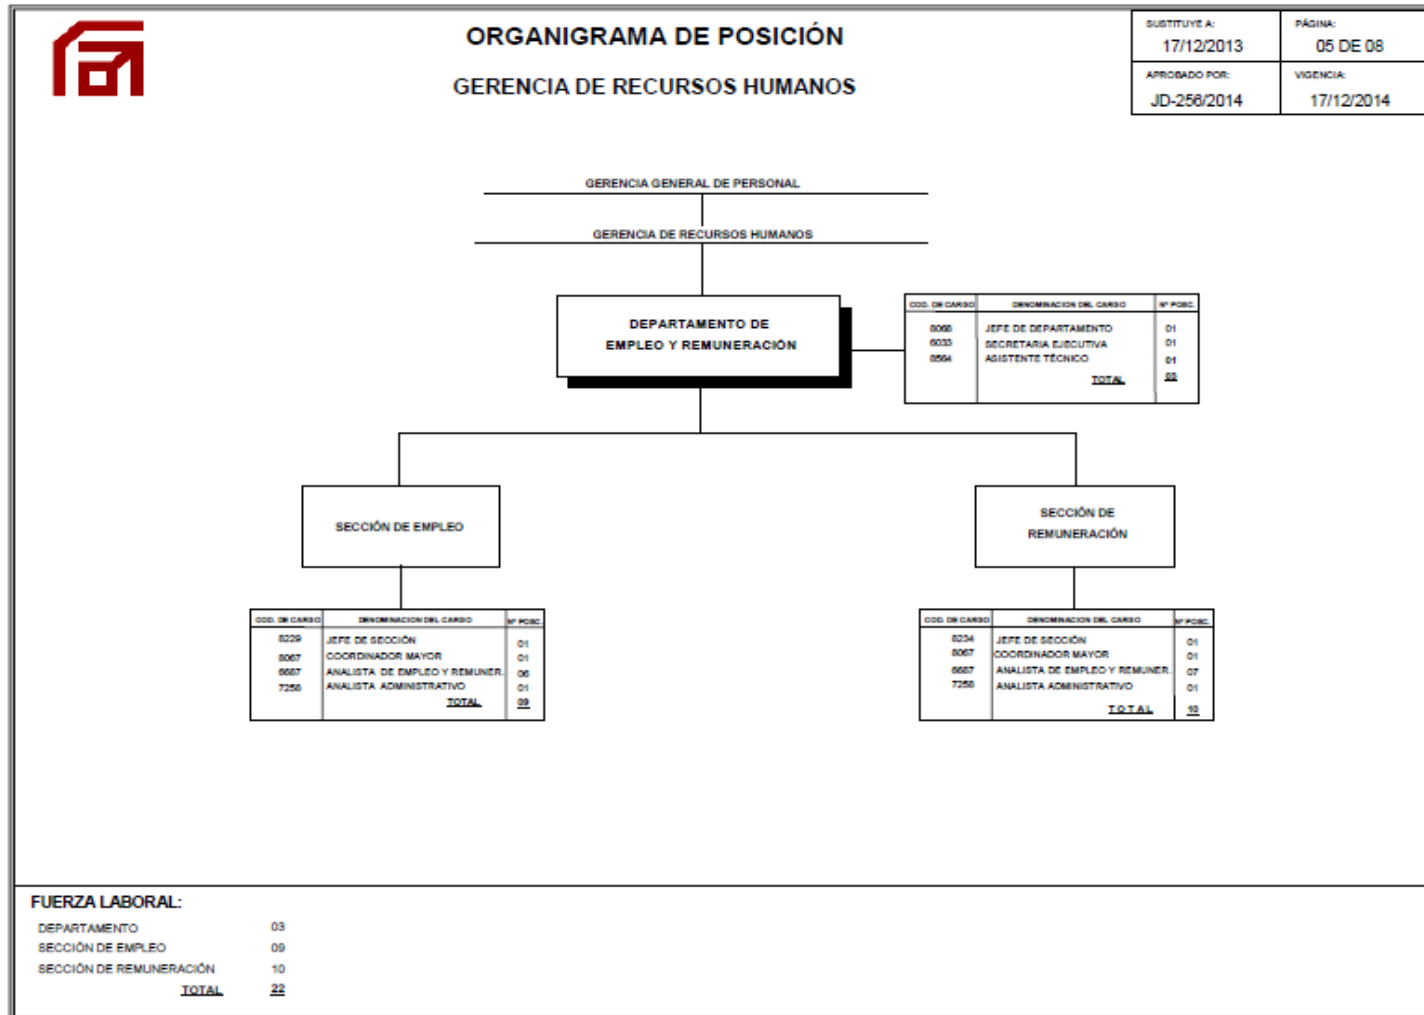 ORGANIGRAMA DE POSICIÓN
GERENCIA DE RECURSOS HUMANOS
SUSTITUYE A:
17/12/2013
PÁGINA:
05 DE 08
APROBADO POR:
JD-256/2014
VIGENCIA:
17/12/2014
GERENCIA GENERAL DE PERSONAL
GERENCIA DE RECURSOS HUMANOS
DEPARTAMENTO DE
EMPLEO Y REMUNERACIÓN
COD. DE CARGO DENOMINACION DEL CARGO Nº POSC.
8068 JEFE DE DEPARTAMENTO 01
6033 SECRETARIA EJECUTIVA 01
8564 ASISTENTE TÉCNICO 01
TOTAL 03
SECCIÓN DE EMPLEO
COD. DE CARGO DENOMINACION DEL CARGO Nº POSC.
8229 JEFE DE SECCIÓN 01
8067 COORDINADOR MAYOR 01
6687 ANALISTA DE EMPLEO Y REMUNER. 06
7258 ANALISTA ADMINISTRATIVO 01
TOTAL 09
SECCIÓN DE
REMUNERACIÓN
COD. DE CARGO DENOMINACION DEL CARGO Nº POSC.
8234 JEFE DE SECCIÓN 01
8067 COORDINADOR MAYOR 01
6687 ANALISTA DE EMPLEO Y REMUNER. 07
7258 ANALISTA ADMINISTRATIVO 01
TOTAL 10
FUERZA LABORAL:
DEPARTAMENTO 03
SECCIÓN DE EMPLEO 09
SECCIÓN DE REMUNERACIÓN 10
TOTAL 22